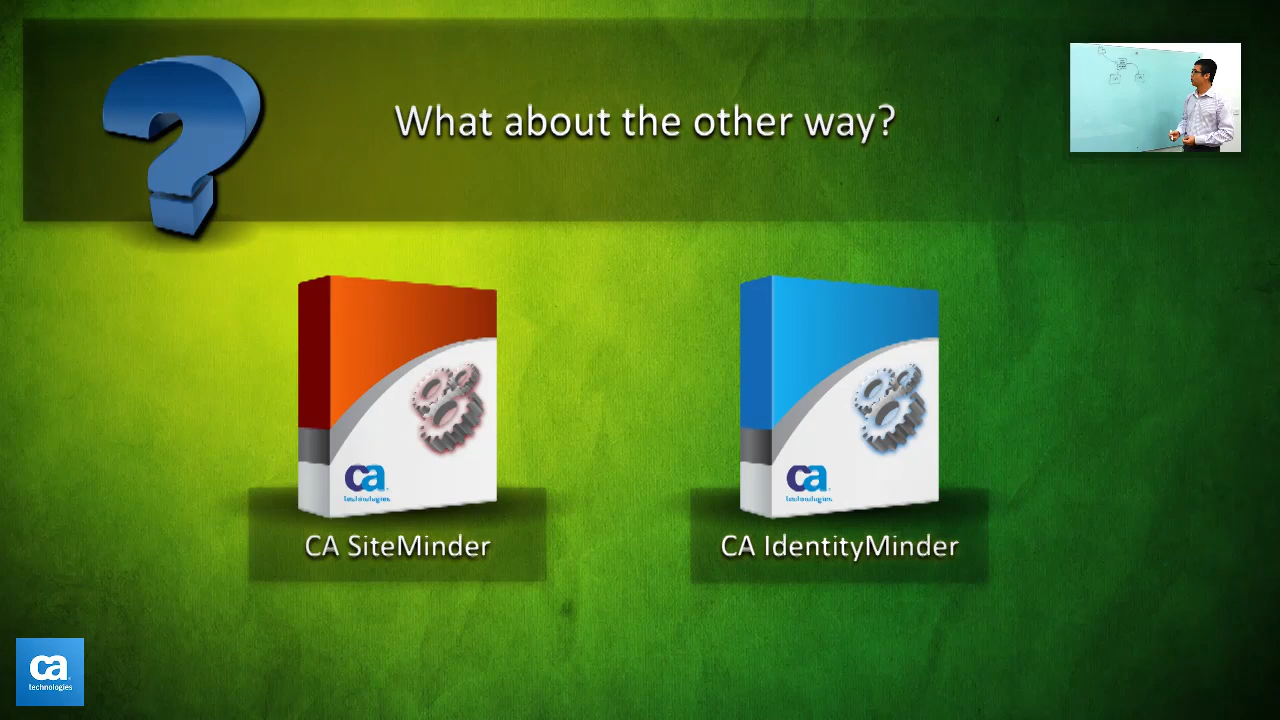 What about the other way?
ca
technologies
ca
technologies
CA SiteMinder
CA IdentityMinder
ca
technologies